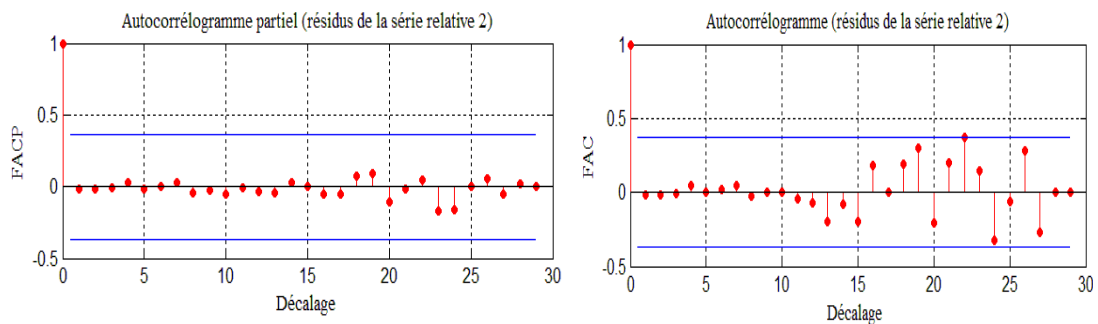 Autocorrélogramme partiel (résidus de la série relative 2)
1
0.5
0
-0.5
FACP
0 5 10 15 20 25 30
Décalage
Autocorrélogramme (résidus de la série relative 2)
1
0.5
0
-0.5
FAC
0 5 10 15 20 25 30
Décalage